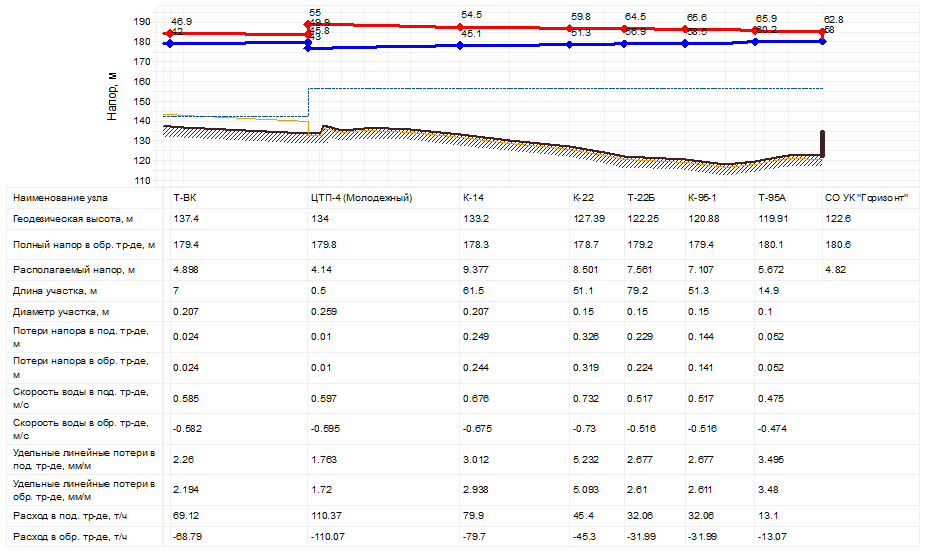 55 54.5 59.8 64.5 65.6 65.9 62.8
190 46.9 49.8
42 45.8 45.1 51.3 56.9 58.5 60.2 58
180 43
170
160
150
140
130
120
110
Напор, м
Наименование узла Т-ВК ЦТП-4 (Молодежный) К-14 К-22 Т-22Б К-95-1 Т-95А СО УК "Горизонт"
Геодезическая высота, м 137.4 134 133.2 127.39 122.25 120.88 119.91 122.6
Полный напор в обр. тр-де, м 179.4 179.8 178.3 178.7 179.2 179.4 180.1 180.6
Располагаемый напор, м 4.898 4.14 9.377 8.501 7.561 7.107 5.672 4.82
Длина участка, м 7 0.5 61.5 51.1 79.2 51.3 14.9
Диаметр участка, м 0.207 0.259 0.207 0.15 0.15 0.15 0.1
Потери напора в под. тр-де,
м 0.024 0.01 0.249 0.326 0.229 0.144 0.052
Потери напора в обр. тр-де,
м 0.024 0.01 0.244 0.319 0.224 0.141 0.052
Скорость воды в под. тр-де,
м/с 0.585 0.597 0.676 0.732 0.517 0.517 0.475
Скорость воды в обр. тр-де,
м/с -0.582 -0.595 -0.675 -0.73 -0.516 -0.516 -0.474
Удельные линейные потери в
под. тр-де, мм/м 2.26 1.763 3.012 5.232 2.677 2.677 3.495
Удельные линейные потери в
обр. тр-де, мм/м 2.194 1.72 2.938 5.093 2.61 2.611 3.48
Расход в под. тр-де, т/ч 69.12 110.37 79.9 45.4 32.06 32.06 13.1
Расход в обр. тр-де, т/ч -68.79 -110.07 -79.7 -45.3 -31.99 -31.99 -13.07